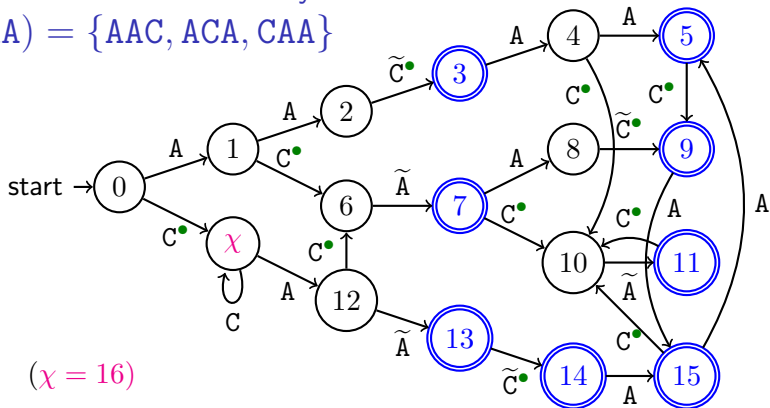 A) = {AAC, ACA, CAA}
start
0
A
C•
1
A
C•
2
C̃•
3
A
4
A
5
C•
C•
6
Ã
7
A
C•
8
C̃•
9
A
A
χ
C
A
12
C•
Ã
13
C̃•
14
A
15
C•
10
Ã
C•
11
(χ = 16)